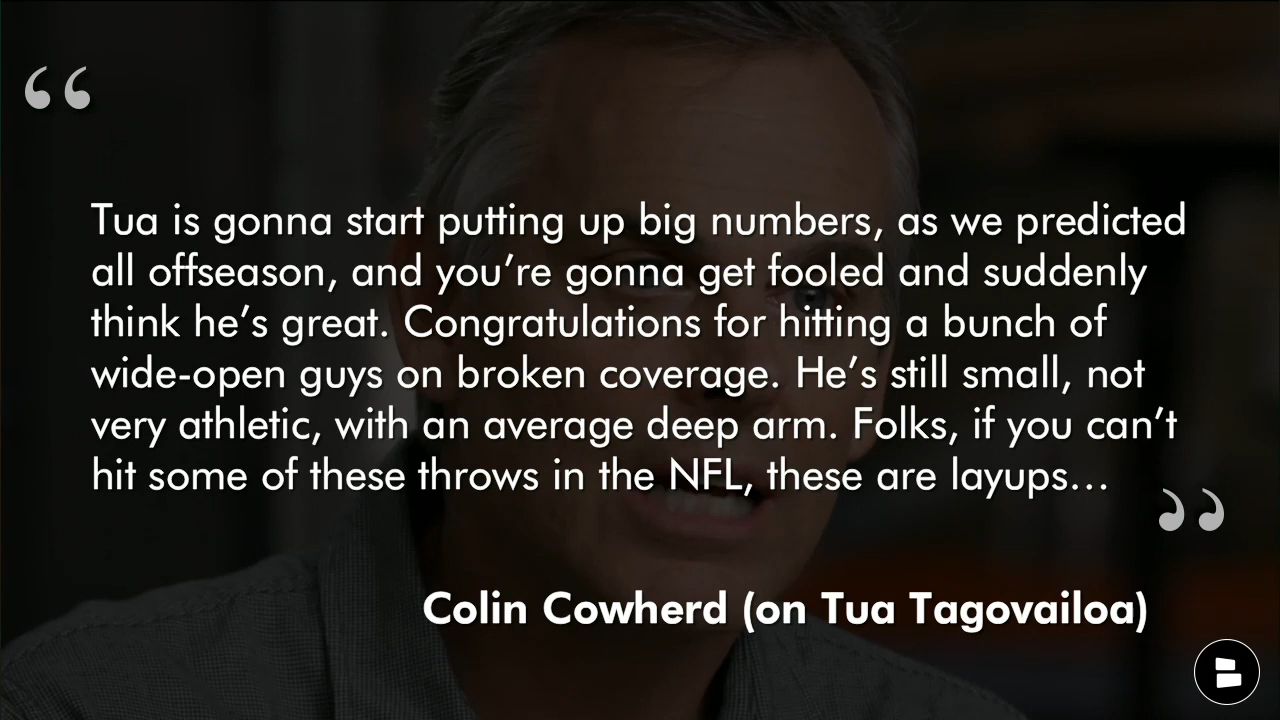 “
Tua is gonna start putting up big numbers, as we predicted
all offseason, and you’re gonna get fooled and suddenly
think he’s great. Congratulations for hitting a bunch of
wide-open guys on broken coverage. He’s still small, not
very athletic, with an average deep arm. Folks, if you can’t
hit some of these throws in the NFL, these are layups…
”
Colin Cowherd (on Tua Tagovailoa)